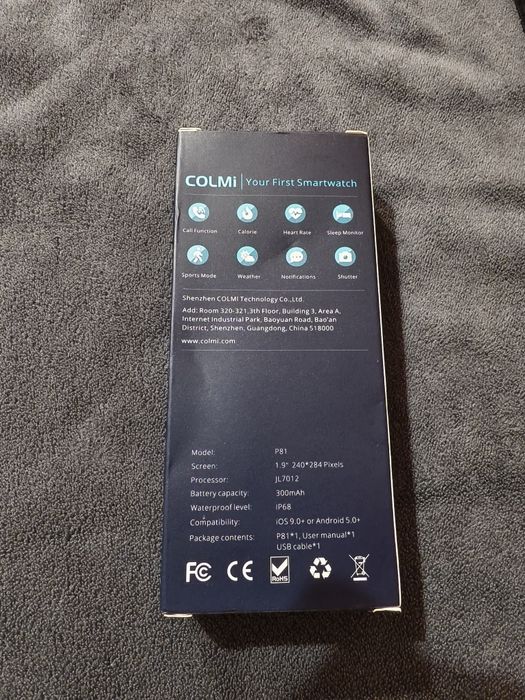 COLMi | Your First Smartwatch
Call Function Calorie Heart Rate Sleep Monitor
Sports Mode Weather Notifications Shutter
Shenzhen COLMI Technology Co.,Ltd.
Add: Room 320-321,3th Floor, Building 3, Area A,
Internet Industrial Park, Baoyuan Road, Bao'an
District, Shenzhen, Guangdong, China 518000
www.colmi.com
Model: P81
Screen: 1.9" 240*284 Pixels
Processor: JL7012
Battery capacity: 300mAh
Waterproof level: IP68
Compatibility: iOS 9.0+ or Android 5.0+
Package contents: P81*1, User manual*1
USB cable*1
FC CE RoHS